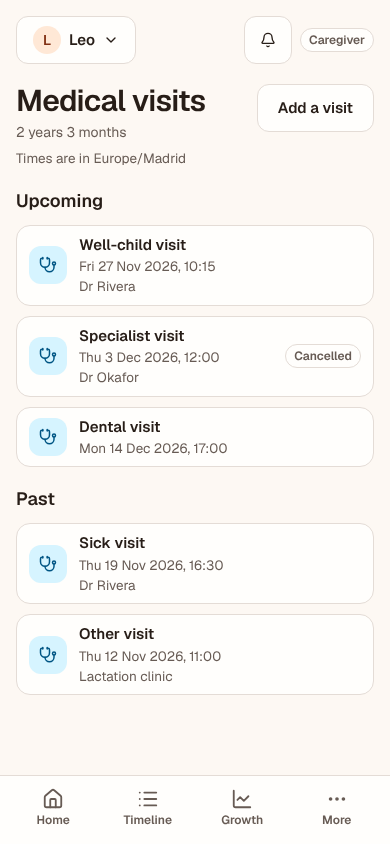 L
Leo
Caregiver
Medical visits
Add a visit
2 years 3 months
Times are in Europe/Madrid
Upcoming
Well-child visit
Fri 27 Nov 2026, 10:15
Dr Rivera
Specialist visit
Thu 3 Dec 2026, 12:00
Dr Okafor
Cancelled
Dental visit
Mon 14 Dec 2026, 17:00
Past
Sick visit
Thu 19 Nov 2026, 16:30
Dr Rivera
Other visit
Thu 12 Nov 2026, 11:00
Lactation clinic
Home
Timeline
Growth
More